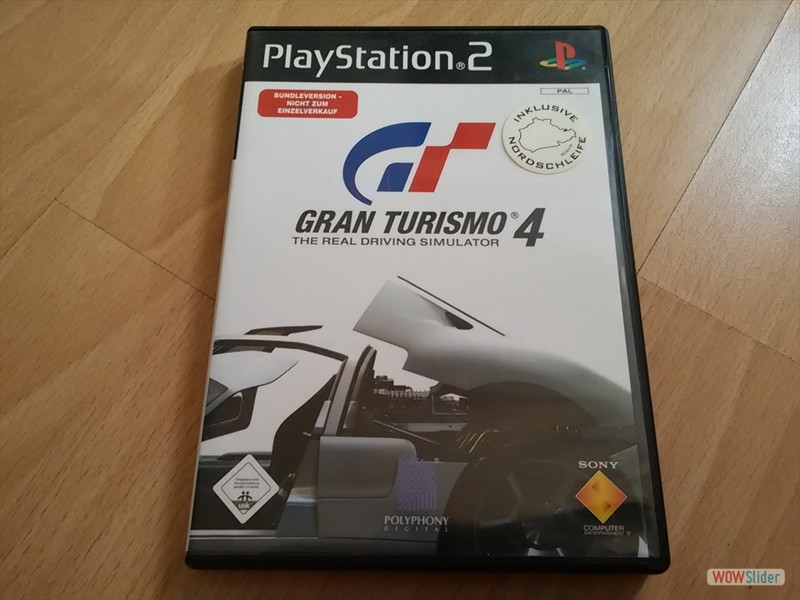 PlayStation®2
PAL
BUNDLEVERSION -
NICHT ZUM
EINZELVERKAUF
INKLUSIVE
NORDSCHLEIFE
GT
GRAN TURISMO® 4
THE REAL DRIVING SIMULATOR
usk
POLYPHONY
DIGITAL
SONY
COMPUTER
ENTERTAINMENT®
WOWSlider